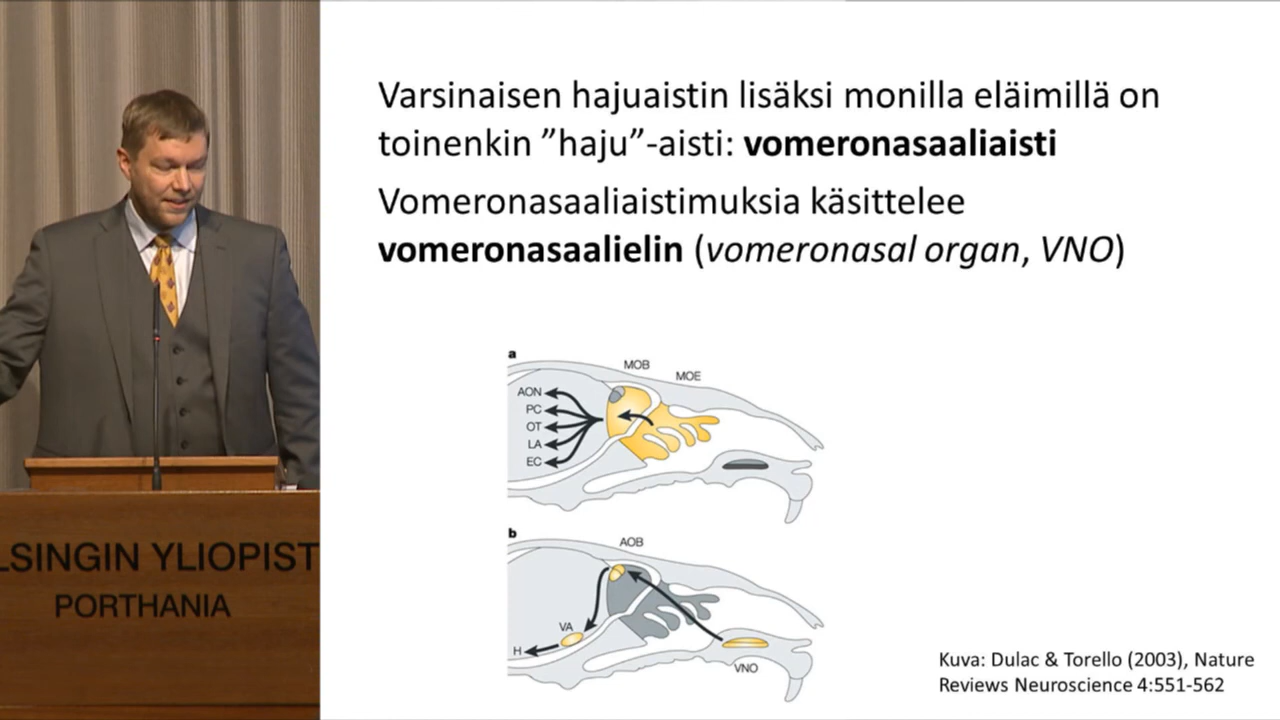 Varsinaisen hajuaistin lisäksi monilla eläimillä on
toinenkin ”haju”-aisti: vomeronasaaliaisti
Vomeronasaaliaistimuksia käsittelee
vomeronasaalielin (vomeronasal organ, VNO)
a
MOB
MOE
AON
PC
OT
LA
EC
b
AOB
VA
H
VNO
Kuva: Dulac & Torello (2003), Nature
Reviews Neuroscience 4:551-562
LSINGIN YLIOPIST
PORTHANIA